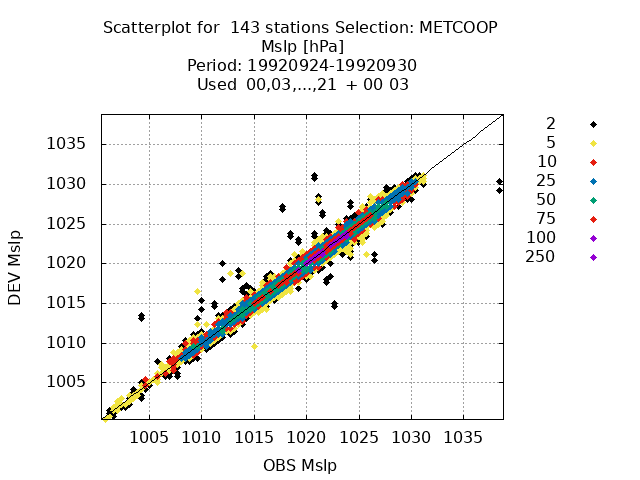 Scatterplot for  143 stations Selection: METCOOP
Mslp [hPa]
Period: 19920924-19920930
Used  00,03,...,21  + 00 03
DEV Mslp
1035
1030
1025
1020
1015
1010
1005
1005 1010 1015 1020 1025 1030 1035
OBS Mslp
2
5
10
25
50
75
100
250